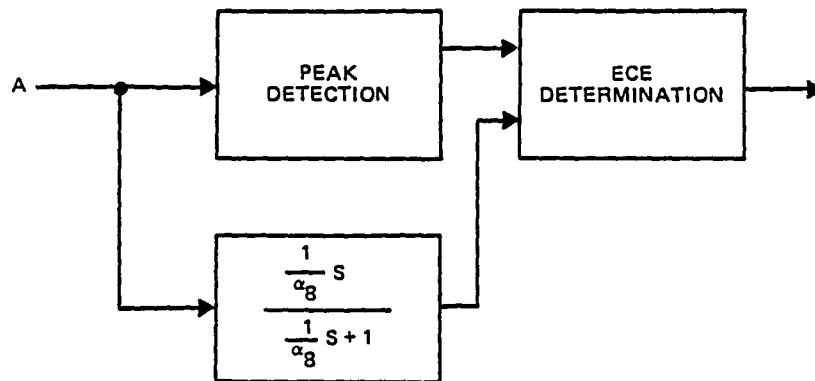 A
PEAK
DETECTION
ECE
DETERMINATION
1
α8 S
1
α8 S + 1